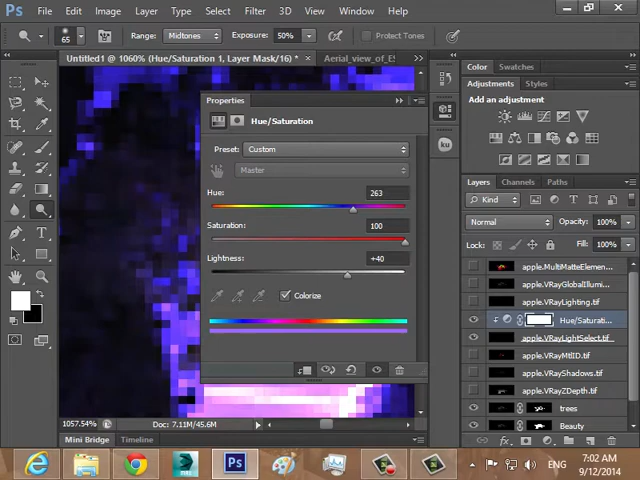 Ps File Edit Image Layer Type Select Filter 3D View Window Help
65 Range: Midtones Exposure: 50% Protect Tones
Untitled1 @ 1060% (Hue/Saturation 1, Layer Mask/16) * × Aerial_view_of_E
Properties
Hue/Saturation
Preset: Custom
Master
Hue: 263
Saturation: 100
Lightness: +40
Colorize
Color Swatches
Adjustments Styles
Add an adjustment
Layers Channels Paths
Kind
Normal Opacity: 100%
Lock: Fill: 100%
apple.MultiMatteElemen...
apple.VRayGlobalIllumi...
apple.VRayLighting.tif
Hue/Saturati...
apple.VRayLightSelect.tif
apple.VRayMtlID.tif
apple.VRayShadows.tif
apple.VRayZDepth.tif
trees
Beauty
ku
fx
1057.54% Doc: 7.11M/45.6M
Mini Bridge Timeline
Ps ENG 7:02 AM
9/12/2014